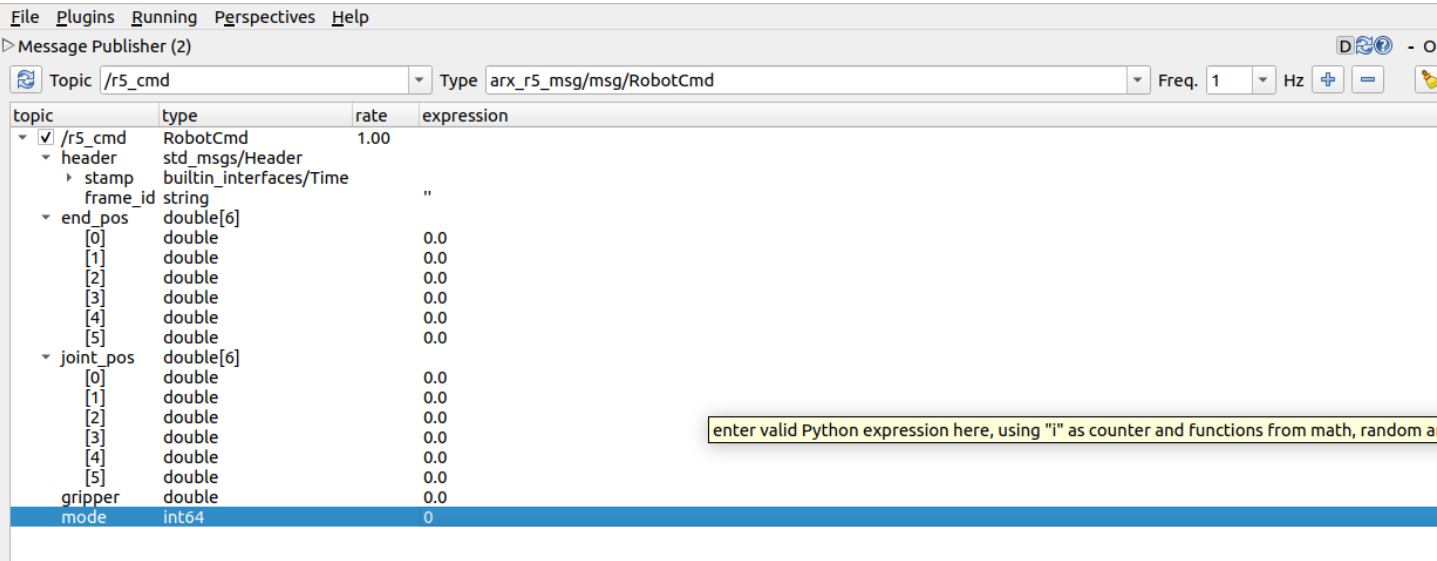 File Plugins Running Perspectives Help
Message Publisher (2) D - O
Topic /r5_cmd Type arx_r5_msg/msg/RobotCmd Freq. 1 Hz
topic type rate expression
/r5_cmd RobotCmd 1.00
header std_msgs/Header
stamp builtin_interfaces/Time
frame_id string ''
end_pos double[6]
[0] double 0.0
[1] double 0.0
[2] double 0.0
[3] double 0.0
[4] double 0.0
[5] double 0.0
joint_pos double[6]
[0] double 0.0
[1] double 0.0
[2] double 0.0
[3] double 0.0
enter valid Python expression here, using "i" as counter and functions from math, random a
[4] double 0.0
[5] double 0.0
gripper double 0.0
mode int64 0